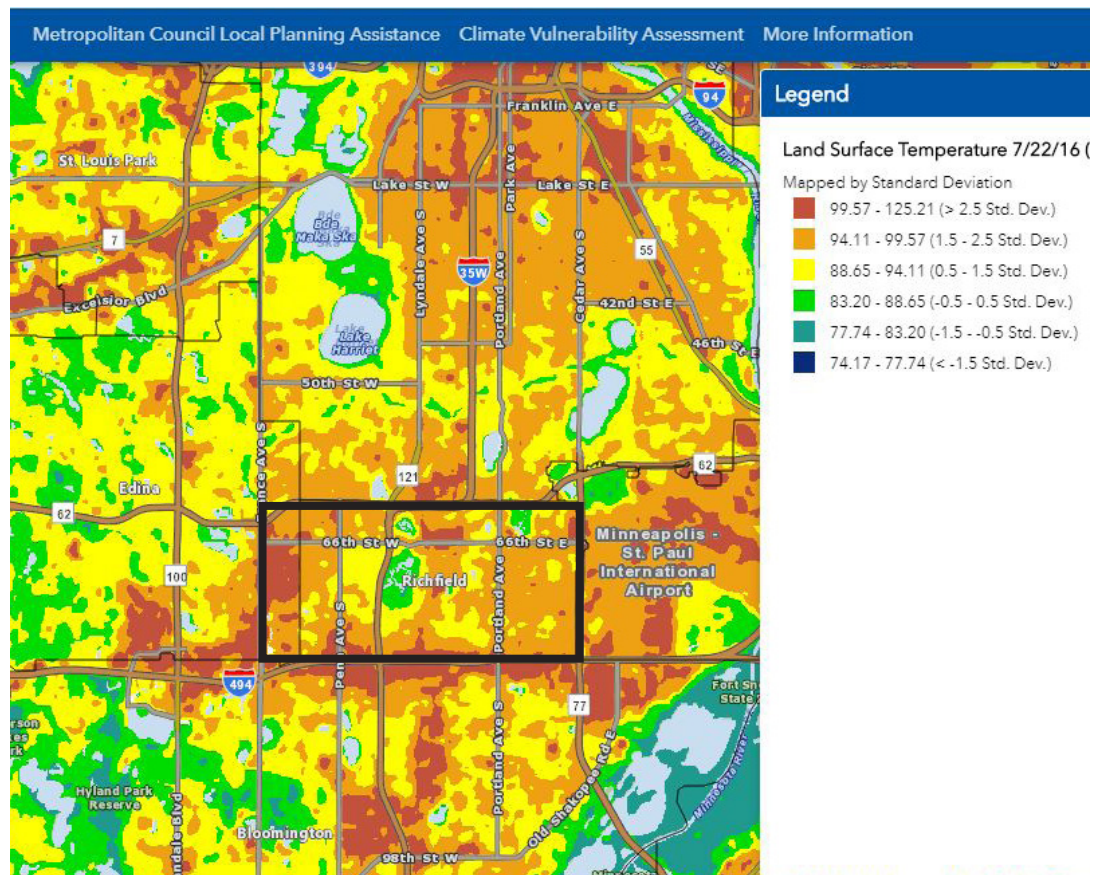 Metropolitan Council Local Planning Assistance Climate Vulnerability Assessment More Information
Legend
Land Surface Temperature 7/22/16 (
Mapped by Standard Deviation
99.57 - 125.21 (> 2.5 Std. Dev.)
94.11 - 99.57 (1.5 - 2.5 Std. Dev.)
88.65 - 94.11 (0.5 - 1.5 Std. Dev.)
83.20 - 88.65 (-0.5 - 0.5 Std. Dev.)
77.74 - 83.20 (-1.5 - -0.5 Std. Dev.)
74.17 - 77.74 (< -1.5 Std. Dev.)
394
SE
94
Franklin Ave E
Mississippi
St Louis Park
Park Ave
Lake St W
Lake St E
Bde
Maka Ska
7
Lyndale Ave S
35W
Portland Ave
Cedar Ave S
55
Excelsior Blvd
42nd St E
Lake
Harriet
46th St E
50th St W
121
62
Edina
62
66th St W
66th St E
Minneapolis -
St. Paul
International
Airport
100
Richfield
Portland Ave S
Penn Ave S
494
Fort Sn
State
77
Portland Ave S
Old Shakopee Rd E
Minnesota River
Hyland Park
Reserve
Bloomington
98th St W